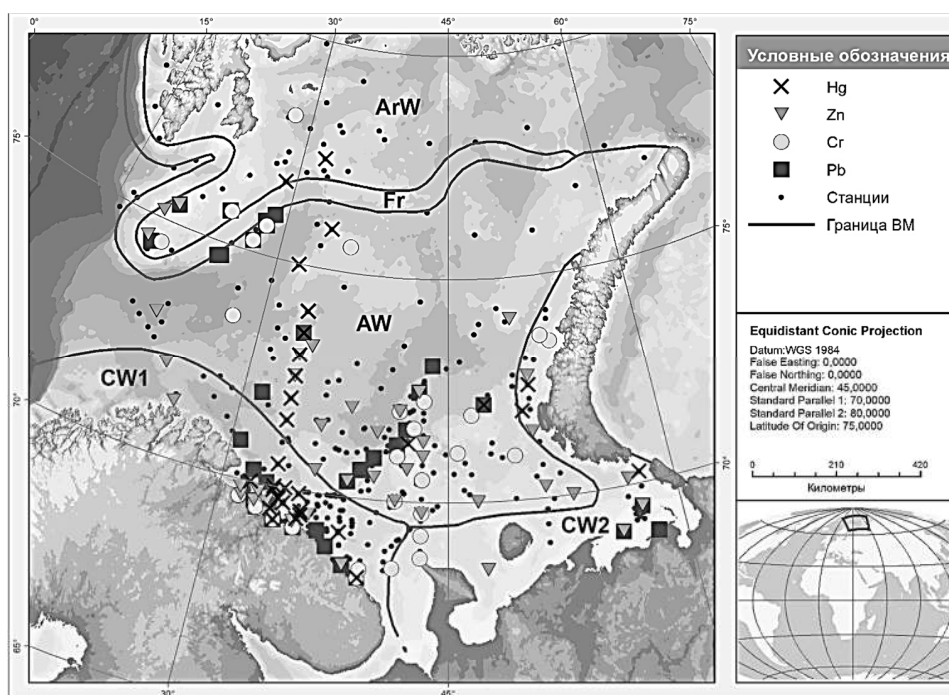 0° 15° 30° 45° 60° 75°
Условные обозначения
Hg
Zn
Cr
Pb
Станции
Граница ВМ
ArW
75°
Fr
75°
AW
CW1
70°
70°
CW2
65°
30° 45°
Equidistant Conic Projection
Datum:WGS 1984
False Easting: 0,0000
False Northing: 0,0000
Central Meridian: 45,0000
Standard Parallel 1: 70,0000
Standard Parallel 2: 80,0000
Latitude Of Origin: 75,0000
0 210 420
Километры